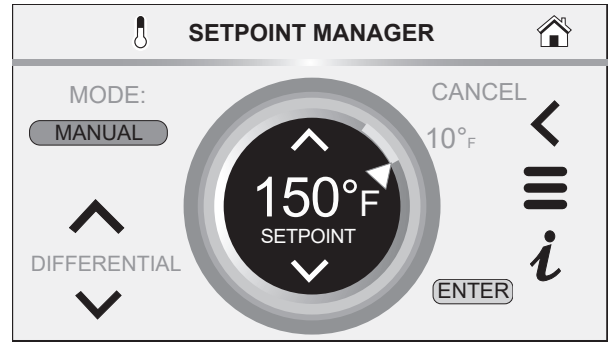 SETPOINT MANAGER
MODE:
MANUAL
CANCEL
10°F
150°F
SETPOINT
DIFFERENTIAL
ENTER
i